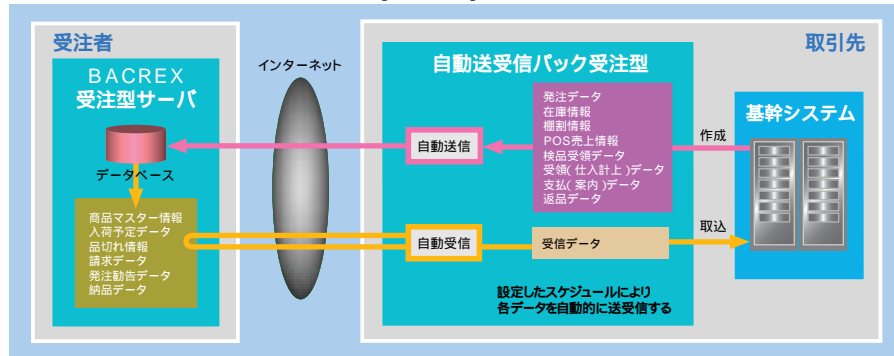 受注者
BACREX
受注型サーバ
データベース
商品マスター情報
入荷予定データ
品切れ情報
請求データ
発注勧告データ
納品データ
インターネット
取引先
自動送受信パック受注型
自動送信
発注データ
在庫情報
棚割情報
POS売上情報
検品受領データ
受領(仕入計上)データ
支払(案内)データ
返品データ
作成
基幹システム
自動受信
受信データ
取込
設定したスケジュールにより
各データを自動的に送受信する